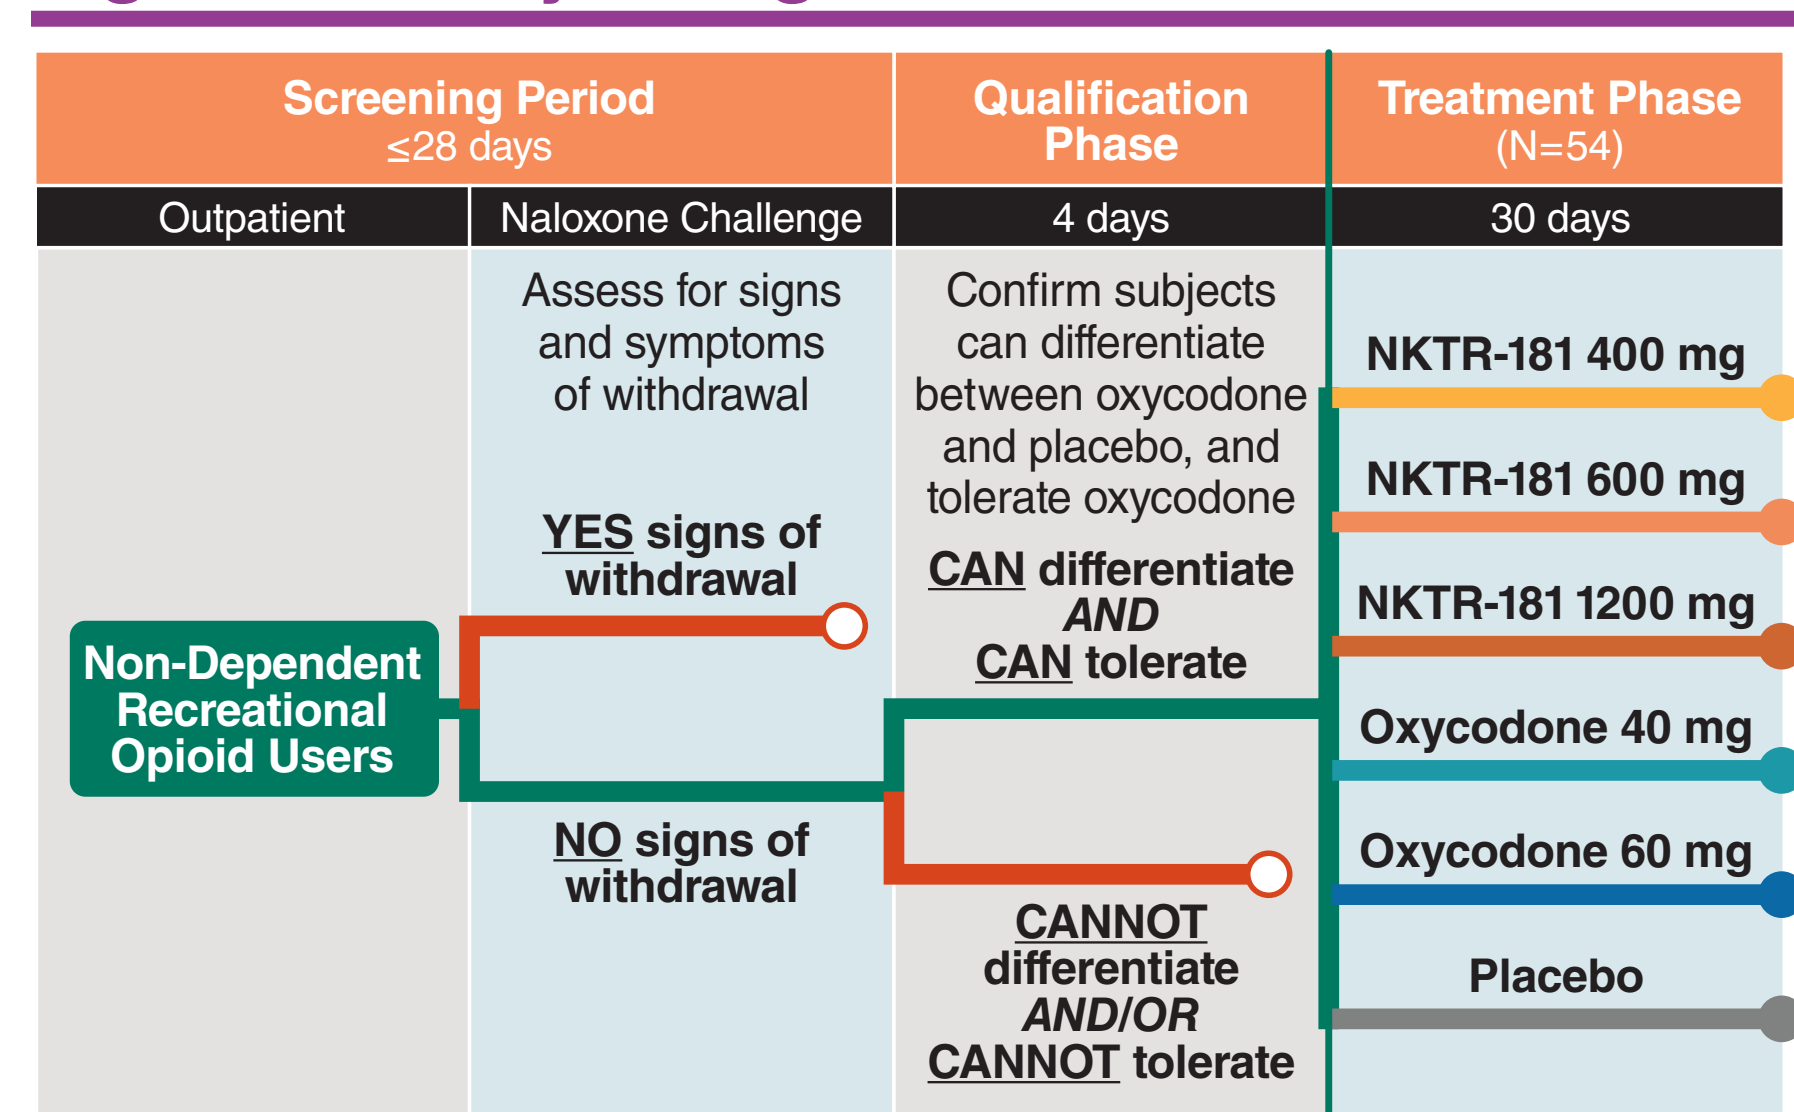 Screening Period
≤28 days
Qualification
Phase
Treatment Phase
(N=54)
Outpatient
Naloxone Challenge
4 days
30 days
Non-Dependent
Recreational
Opioid Users
Assess for signs
and symptoms
of withdrawal
YES signs of
withdrawal
NO signs of
withdrawal
Confirm subjects
can differentiate
between oxycodone
and placebo, and
tolerate oxycodone
CAN differentiate
AND
CAN tolerate
CANNOT
differentiate
AND/OR
CANNOT tolerate
NKTR-181 400 mg
NKTR-181 600 mg
NKTR-181 1200 mg
Oxycodone 40 mg
Oxycodone 60 mg
Placebo